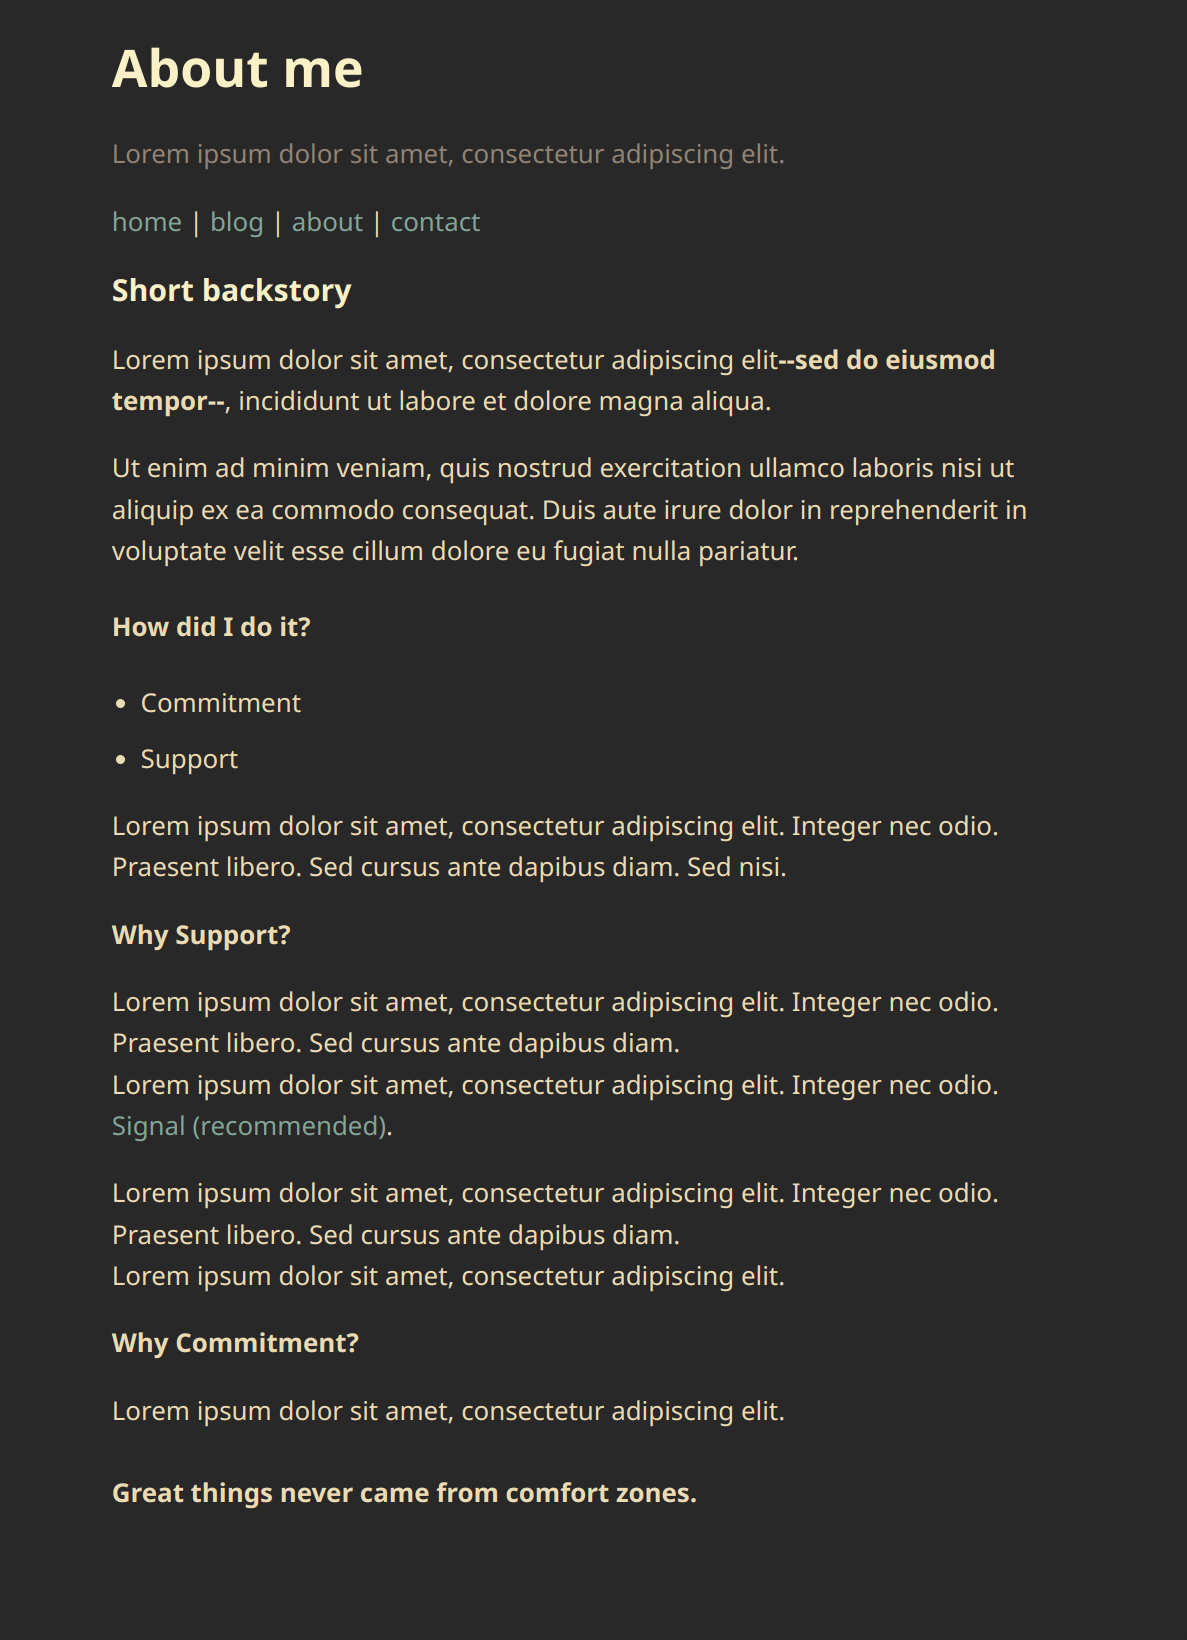 About me
Lorem ipsum dolor sit amet, consectetur adipiscing elit.
home | blog | about | contact
Short backstory
Lorem ipsum dolor sit amet, consectetur adipiscing elit--sed do eiusmod
tempor--, incididunt ut labore et dolore magna aliqua.
Ut enim ad minim veniam, quis nostrud exercitation ullamco laboris nisi ut
aliquip ex ea commodo consequat. Duis aute irure dolor in reprehenderit in
voluptate velit esse cillum dolore eu fugiat nulla pariatur.
How did I do it?
• Commitment
• Support
Lorem ipsum dolor sit amet, consectetur adipiscing elit. Integer nec odio.
Praesent libero. Sed cursus ante dapibus diam. Sed nisi.
Why Support?
Lorem ipsum dolor sit amet, consectetur adipiscing elit. Integer nec odio.
Praesent libero. Sed cursus ante dapibus diam.
Lorem ipsum dolor sit amet, consectetur adipiscing elit. Integer nec odio.
Signal (recommended).
Lorem ipsum dolor sit amet, consectetur adipiscing elit. Integer nec odio.
Praesent libero. Sed cursus ante dapibus diam.
Lorem ipsum dolor sit amet, consectetur adipiscing elit.
Why Commitment?
Lorem ipsum dolor sit amet, consectetur adipiscing elit.
Great things never came from comfort zones.